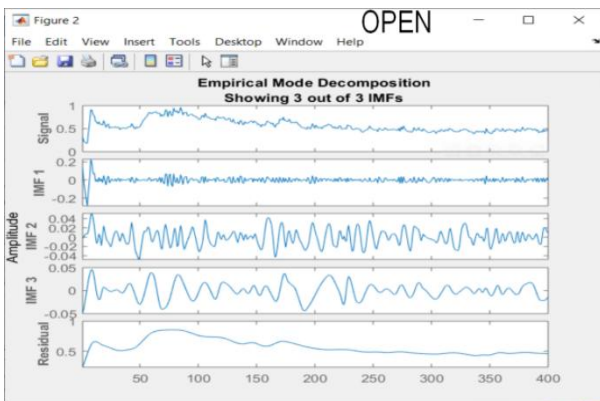 Figure 2
OPEN
File Edit View Insert Tools Desktop Window Help
Empirical Mode Decomposition
Showing 3 out of 3 IMFs
Amplitude
Signal
1
0.5
0
IMF 1
0.2
0
-0.2
IMF 2
0.04
0.02
0
-0.02
-0.04
IMF 3
0.05
0
-0.05
Residual
1
0.5
50 100 150 200 250 300 350 400